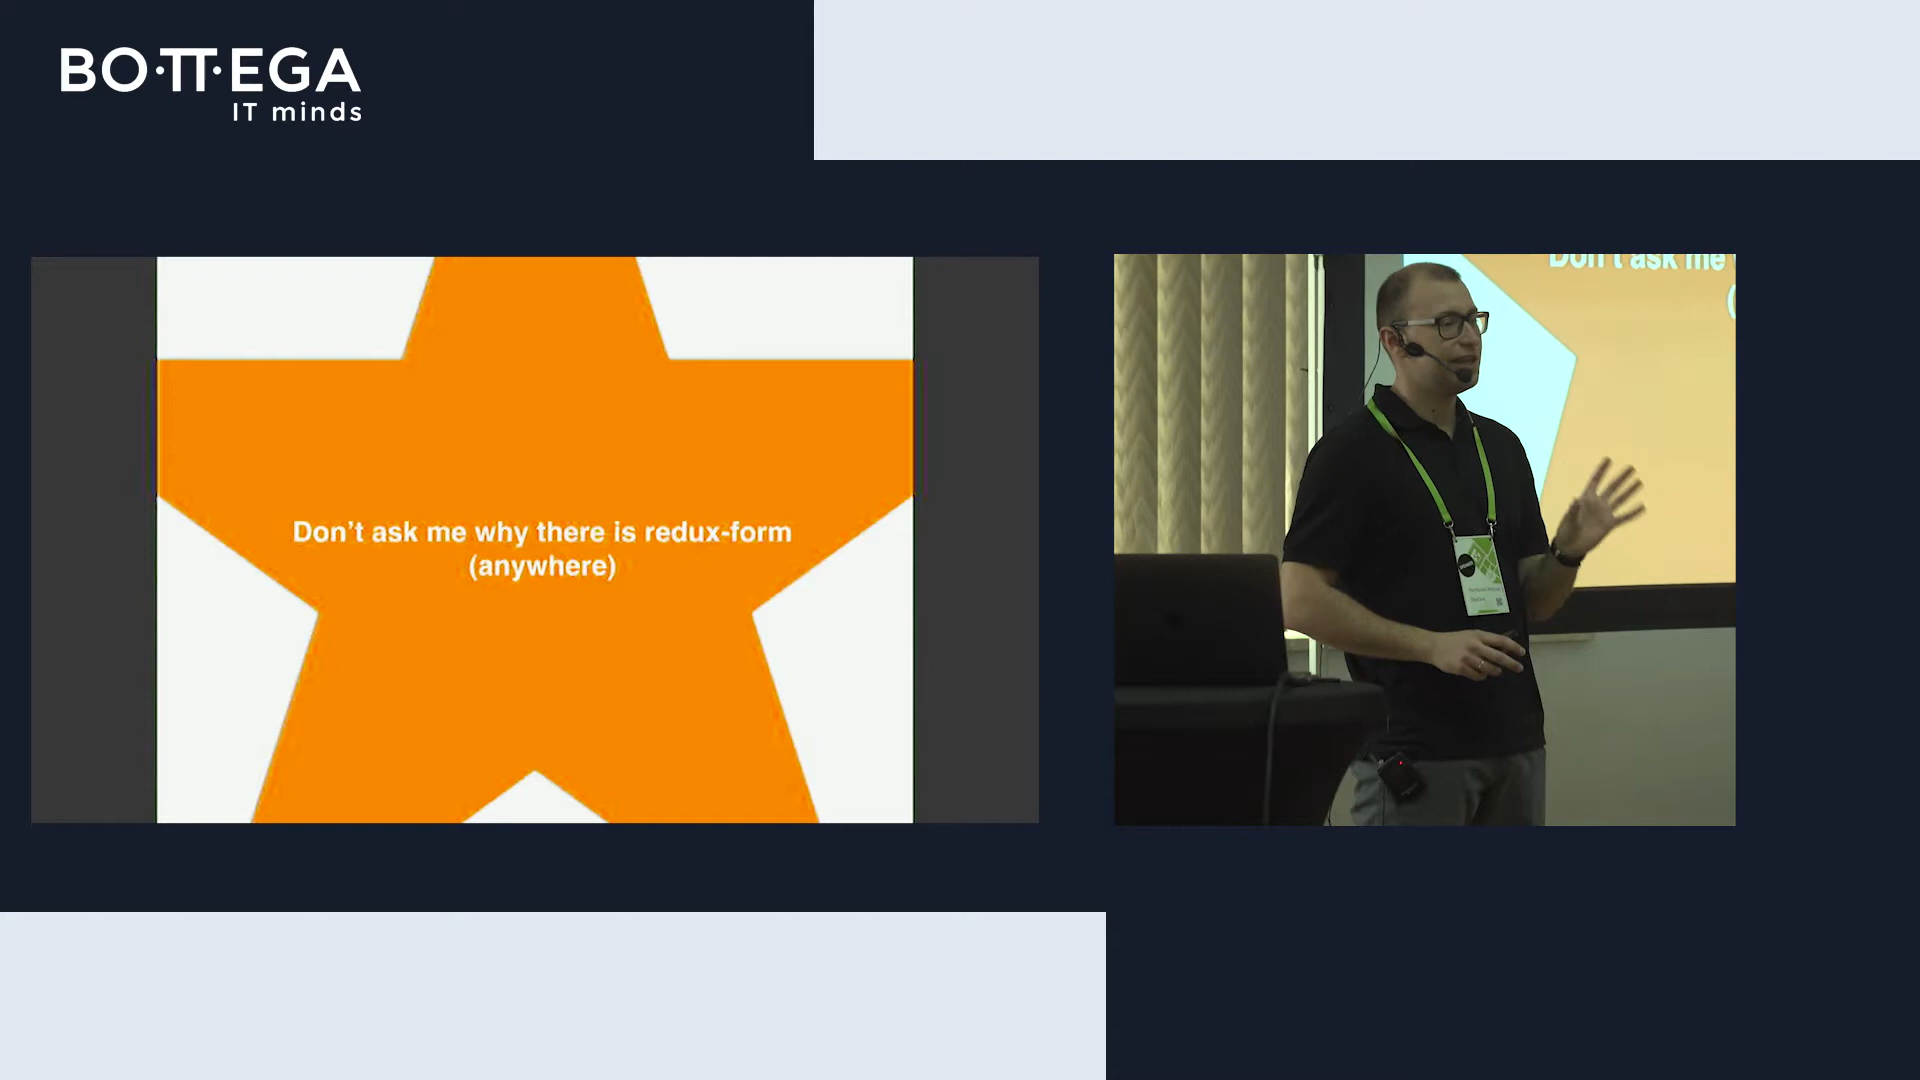 BO·TT·EGA
IT minds
Don't ask me why there is redux-form
(anywhere)
Don't ask me
(